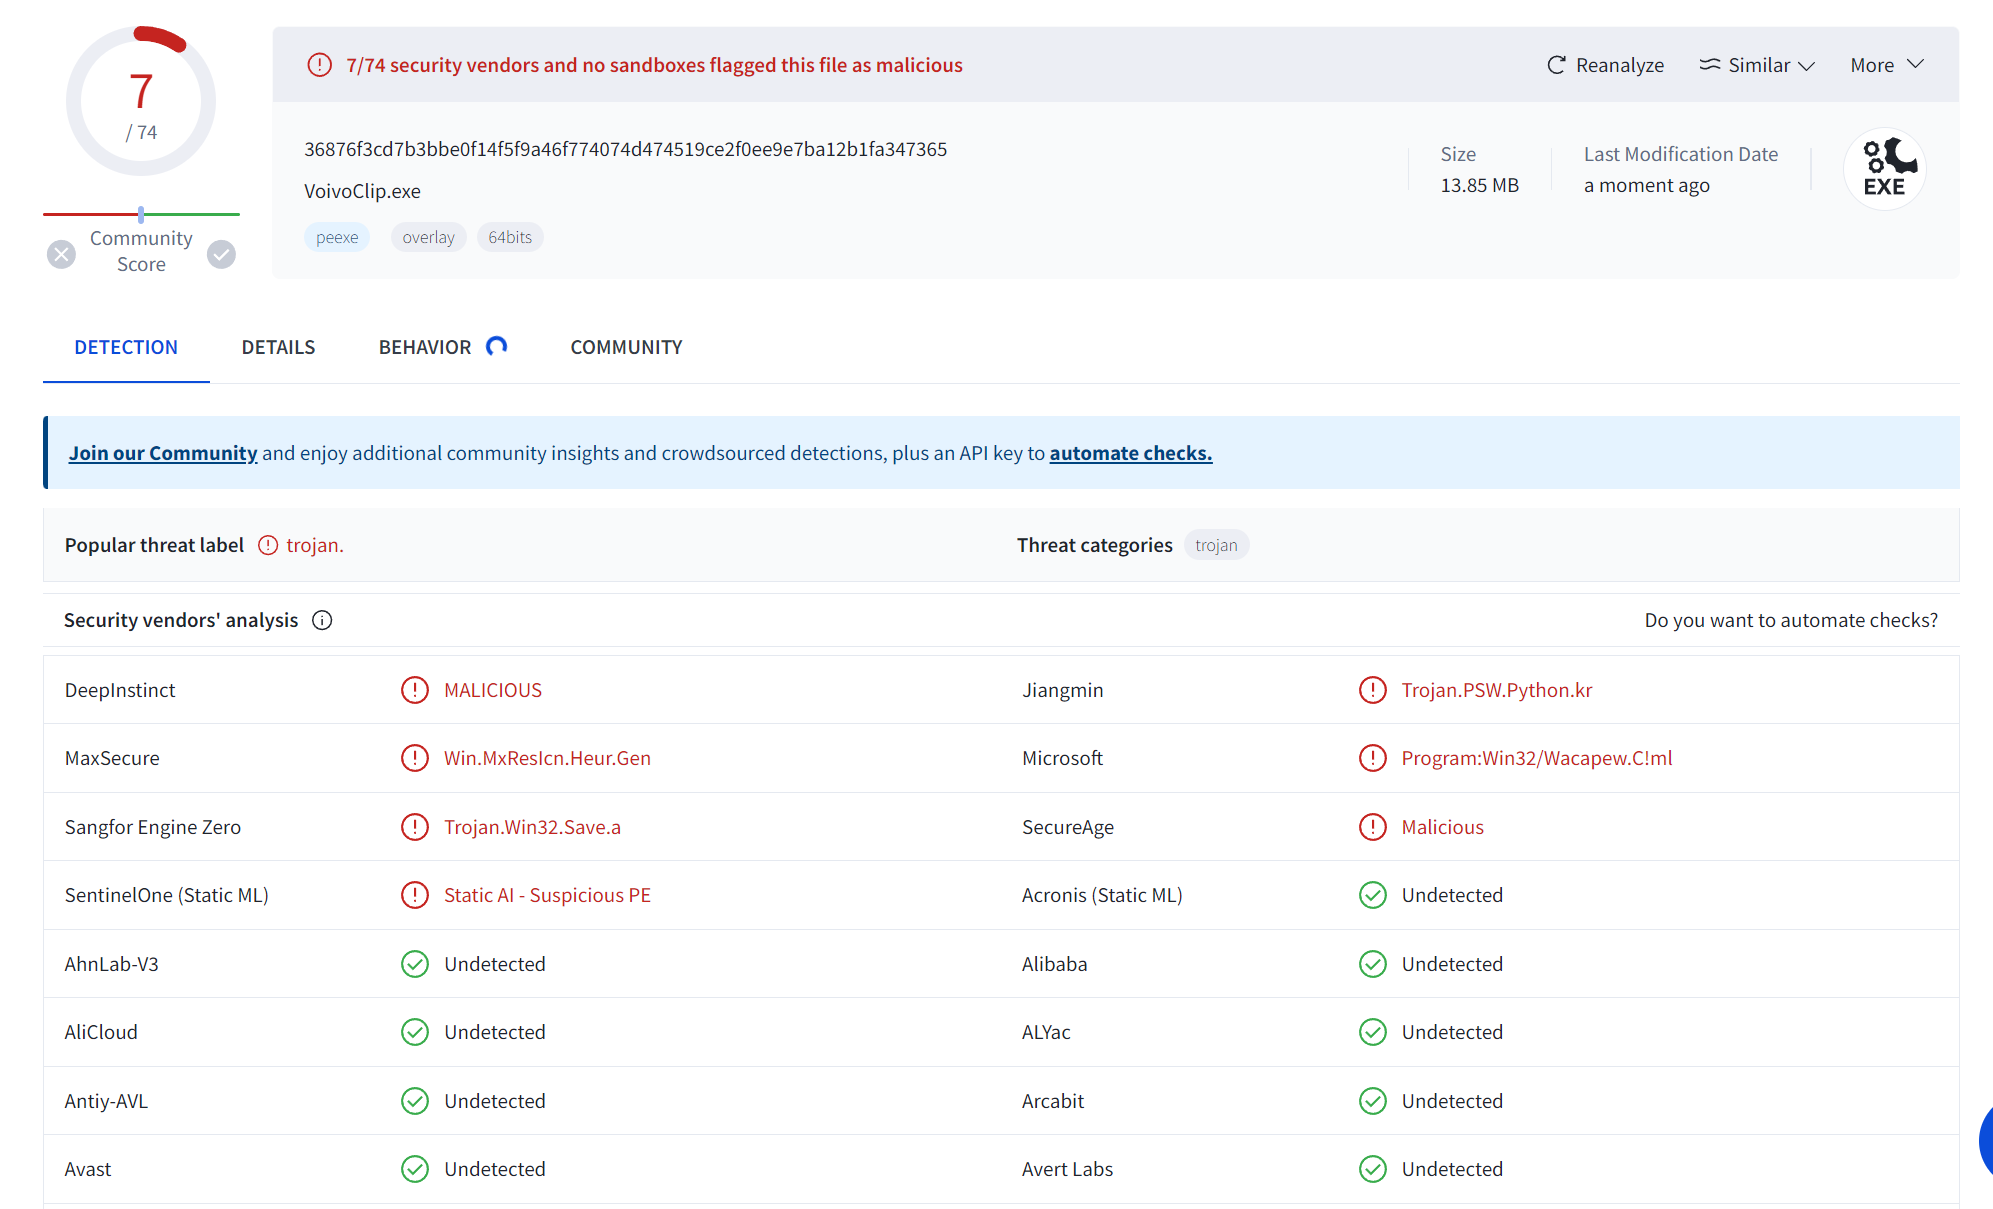 7
/ 74
Community
Score
7/74 security vendors and no sandboxes flagged this file as malicious
Reanalyze
Similar
More
36876f3cd7b3bbe0f14f5f9a46f774074d474519ce2f0ee9e7ba12b1fa347365
VoivoClip.exe
peexe
overlay
64bits
Size
13.85 MB
Last Modification Date
a moment ago
EXE
DETECTION
DETAILS
BEHAVIOR
COMMUNITY
Join our Community and enjoy additional community insights and crowdsourced detections, plus an API key to automate checks.
Popular threat label
trojan.
Threat categories
trojan
Security vendors' analysis
Do you want to automate checks?
DeepInstinct
MALICIOUS
Jiangmin
Trojan.PSW.Python.kr
MaxSecure
Win.MxResIcn.Heur.Gen
Microsoft
Program:Win32/Wacapew.C!ml
Sangfor Engine Zero
Trojan.Win32.Save.a
SecureAge
Malicious
SentinelOne (Static ML)
Static AI - Suspicious PE
Acronis (Static ML)
Undetected
AhnLab-V3
Undetected
Alibaba
Undetected
AliCloud
Undetected
ALYac
Undetected
Antiy-AVL
Undetected
Arcabit
Undetected
Avast
Undetected
Avert Labs
Undetected